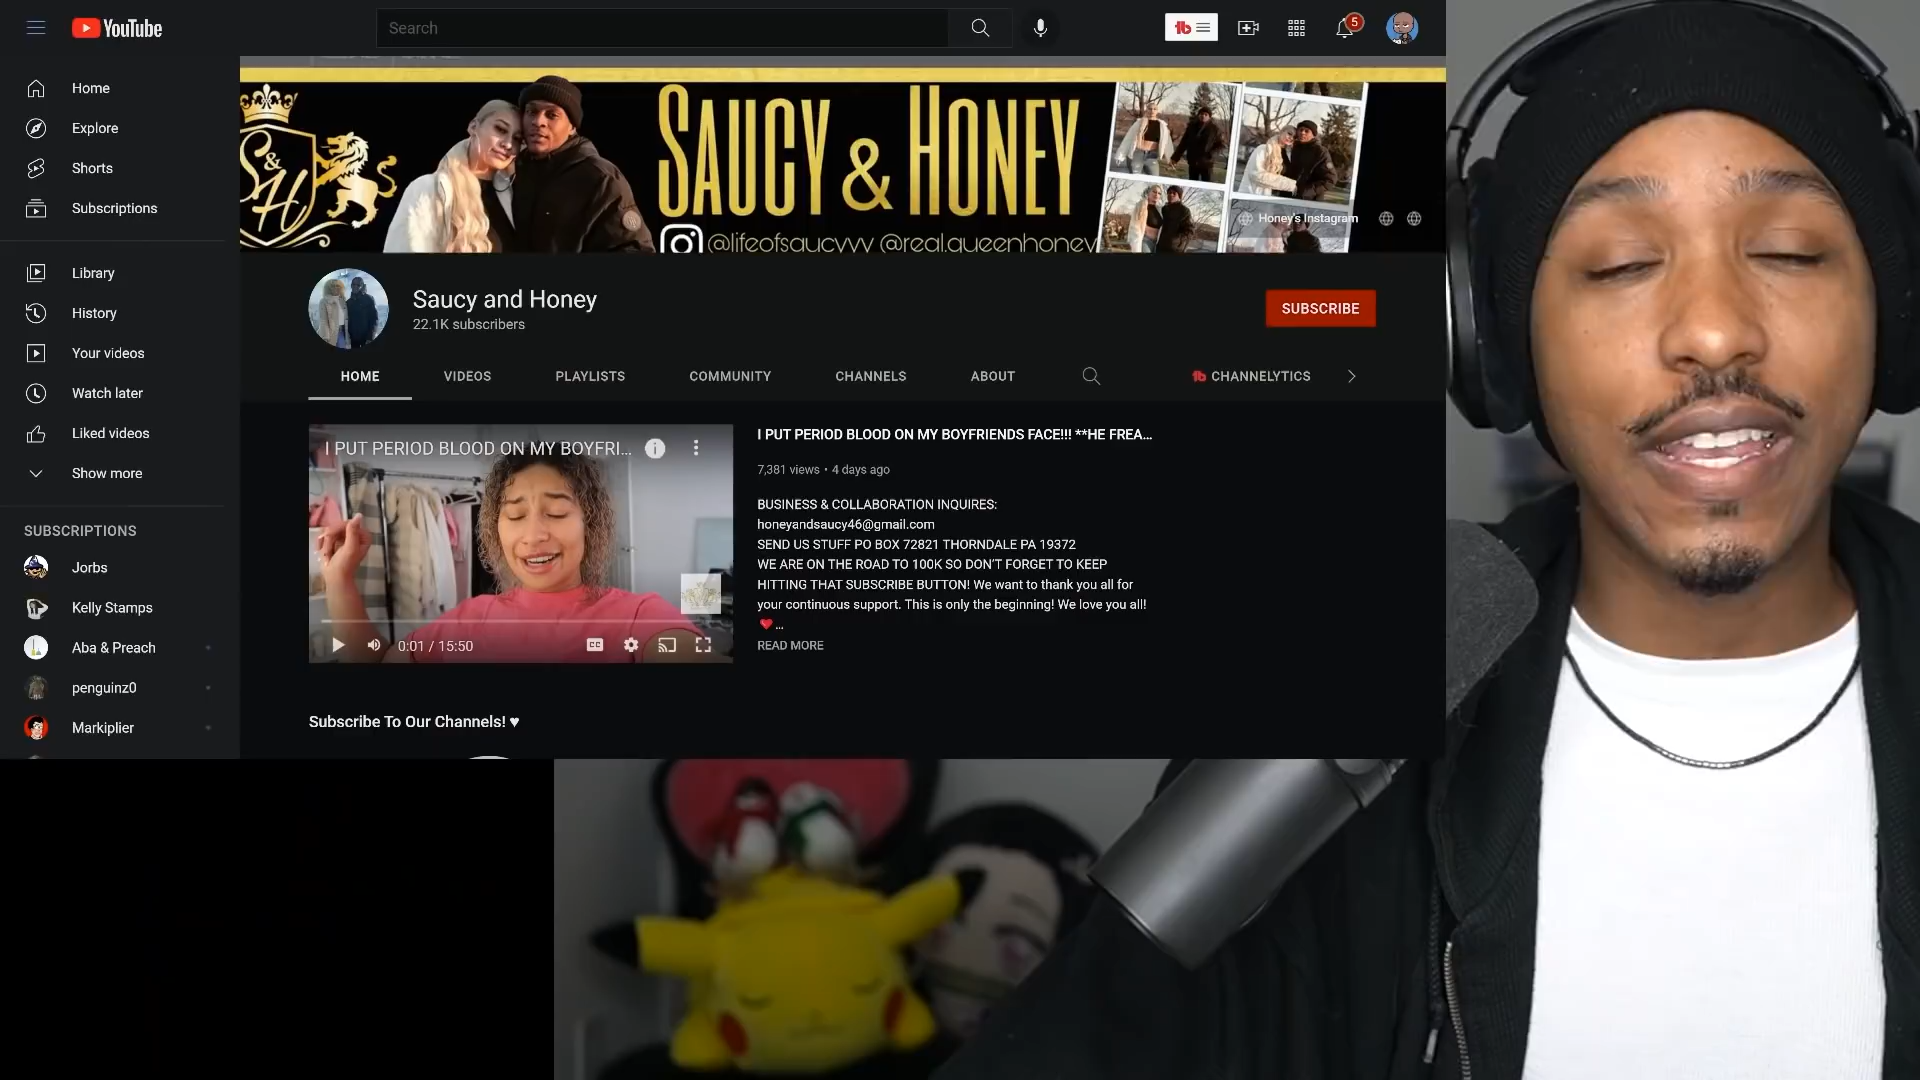 YouTube
Search
tb
5
Home
Explore
Shorts
Subscriptions
Library
History
Your videos
Watch later
Liked videos
Show more
SUBSCRIPTIONS
Jorbs
Kelly Stamps
Aba & Preach
penguinz0
Markiplier
S&H
SAUCY & HONEY
@lifeofsaucyvv @real.queenhoney
Honey's Instagram
Saucy and Honey
22.1K subscribers
SUBSCRIBE
HOME
VIDEOS
PLAYLISTS
COMMUNITY
CHANNELS
ABOUT
tb CHANNELYTICS
I PUT PERIOD BLOOD ON MY BOYFRI...
0:01 / 15:50
CC
I PUT PERIOD BLOOD ON MY BOYFRIENDS FACE!!! **HE FREA...
7,381 views • 4 days ago
BUSINESS & COLLABORATION INQUIRES:
honeyandsaucy46@gmail.com
SEND US STUFF PO BOX 72821 THORNDALE PA 19372
WE ARE ON THE ROAD TO 100K SO DON'T FORGET TO KEEP
HITTING THAT SUBSCRIBE BUTTON! We want to thank you all for
your continuous support. This is only the beginning! We love you all!
❤️...
READ MORE
Subscribe To Our Channels! ♥